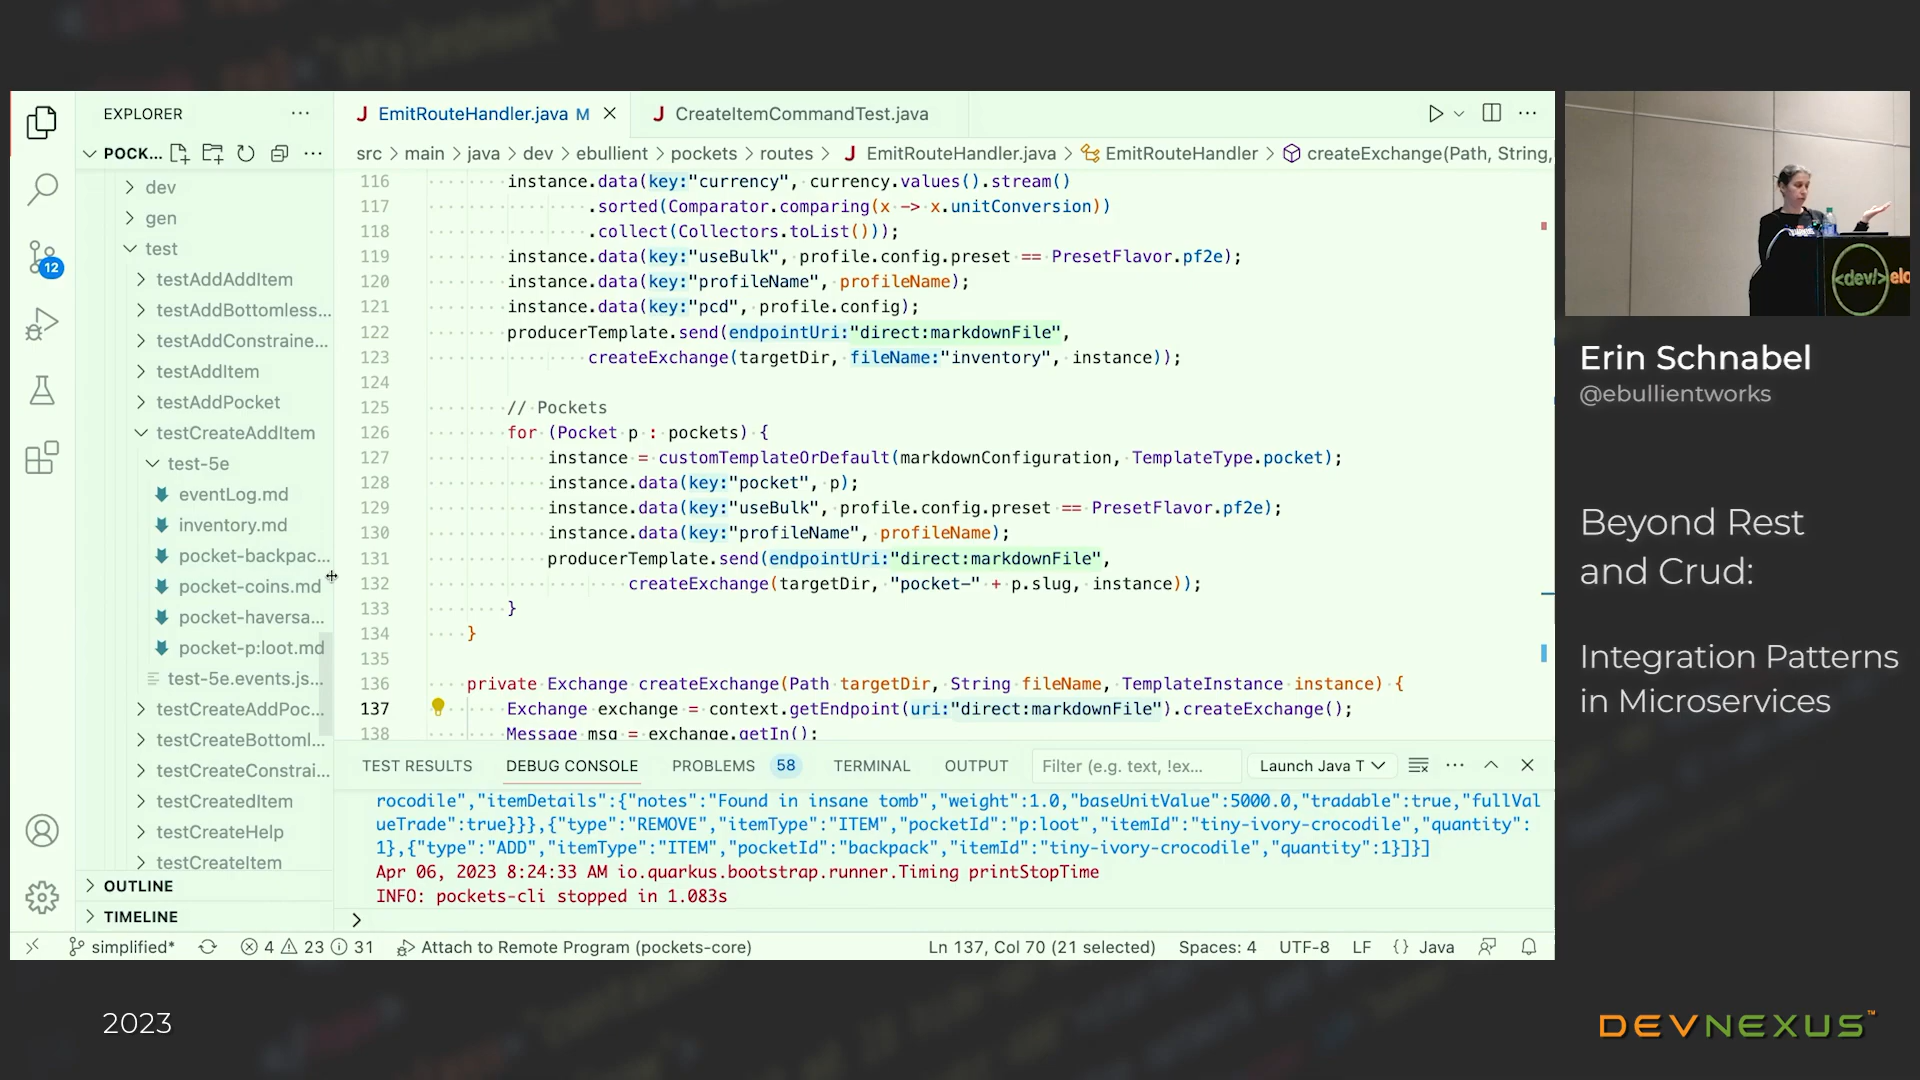 EXPLORER
POCK...
dev
gen
test
testAddAddItem
testAddBottomless...
testAddConstraine...
testAddItem
testAddPocket
testCreateAddItem
test-5e
eventLog.md
inventory.md
pocket-backpac...
pocket-coins.md
pocket-haversa...
pocket-p:loot.md
test-5e.events.js...
testCreateAddPoc...
testCreateBottoml...
testCreateConstrai...
testCreatedItem
testCreateHelp
testCreateItem
OUTLINE
TIMELINE
12
EmitRouteHandler.java M
CreateItemCommandTest.java
src > main > java > dev > ebullient > pockets > routes > EmitRouteHandler.java > EmitRouteHandler > createExchange(Path, String,
116 instance.data(key:"currency", currency.values().stream()
117 .sorted(Comparator.comparing(x -> x.unitConversion))
118 .collect(Collectors.toList()));
119 instance.data(key:"useBulk", profile.config.preset == PresetFlavor.pf2e);
120 instance.data(key:"profileName", profileName);
121 instance.data(key:"pcd", profile.config);
122 producerTemplate.send(endpointUri:"direct:markdownFile",
123 createExchange(targetDir, fileName:"inventory", instance));
124
125 // Pockets
126 for (Pocket p : pockets) {
127 instance = customTemplateOrDefault(markdownConfiguration, TemplateType.pocket);
128 instance.data(key:"pocket", p);
129 instance.data(key:"useBulk", profile.config.preset == PresetFlavor.pf2e);
130 instance.data(key:"profileName", profileName);
131 producerTemplate.send(endpointUri:"direct:markdownFile",
132 createExchange(targetDir, "pocket-" + p.slug, instance));
133 }
134 }
135
136 private Exchange createExchange(Path targetDir, String fileName, TemplateInstance instance) {
137 Exchange exchange = context.getEndpoint(uri:"direct:markdownFile").createExchange();
138 Message msg = exchange.getIn();
TEST RESULTS DEBUG CONSOLE PROBLEMS 58 TERMINAL OUTPUT Filter (e.g. text, !ex... Launch Java T
rocodile","itemDetails":{"notes":"Found in insane tomb","weight":1.0,"baseUnitValue":5000.0,"tradable":true,"fullVal
ueTrade":true}}},{"type":"REMOVE","itemType":"ITEM","pocketId":"p:loot","itemId":"tiny-ivory-crocodile","quantity":
1},{"type":"ADD","itemType":"ITEM","pocketId":"backpack","itemId":"tiny-ivory-crocodile","quantity":1}]}]
Apr 06, 2023 8:24:33 AM io.quarkus.bootstrap.runner.Timing printStopTime
INFO: pockets-cli stopped in 1.083s
>
simplified* 4 23 31 Attach to Remote Program (pockets-core) Ln 137, Col 70 (21 selected) Spaces: 4 UTF-8 LF {} Java
<dev/>
elo
Erin Schnabel
@ebullientworks
Beyond Rest
and Crud:
Integration Patterns
in Microservices
2023
DEVNEXUS™